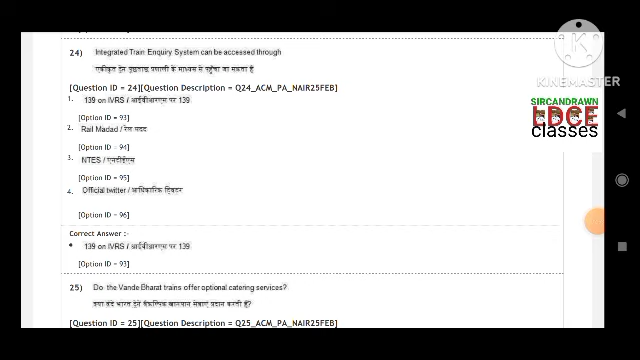 24) Integrated Train Enquiry System can be accessed through
एकीकृत ट्रेन पूछताछ प्रणाली के माध्यम से पहुँचा जा सकता है
[Question ID = 24][Question Description = Q24_ACM_PA_NAIR25FEB]
1. 139 on IVRS / आईवीआरएस पर 139
[Option ID = 93]
2. Rail Madad / रेल मदद
[Option ID = 94]
3. NTES / एनटीईएस
[Option ID = 95]
4. Official twitter / आधिकारिक ट्विटर
[Option ID = 96]
Correct Answer :-
• 139 on IVRS / आईवीआरएस पर 139
[Option ID = 93]
25) Do the Vande Bharat trains offer optional catering services?
क्या वंदे भारत ट्रेनें वैकल्पिक खानपान सेवाएं प्रदान करती हैं?
[Question ID = 25][Question Description = Q25_ACM_PA_NAIR25FEB]
K
KINEMASTER
SIRCANDRAWN
LDCE
classes